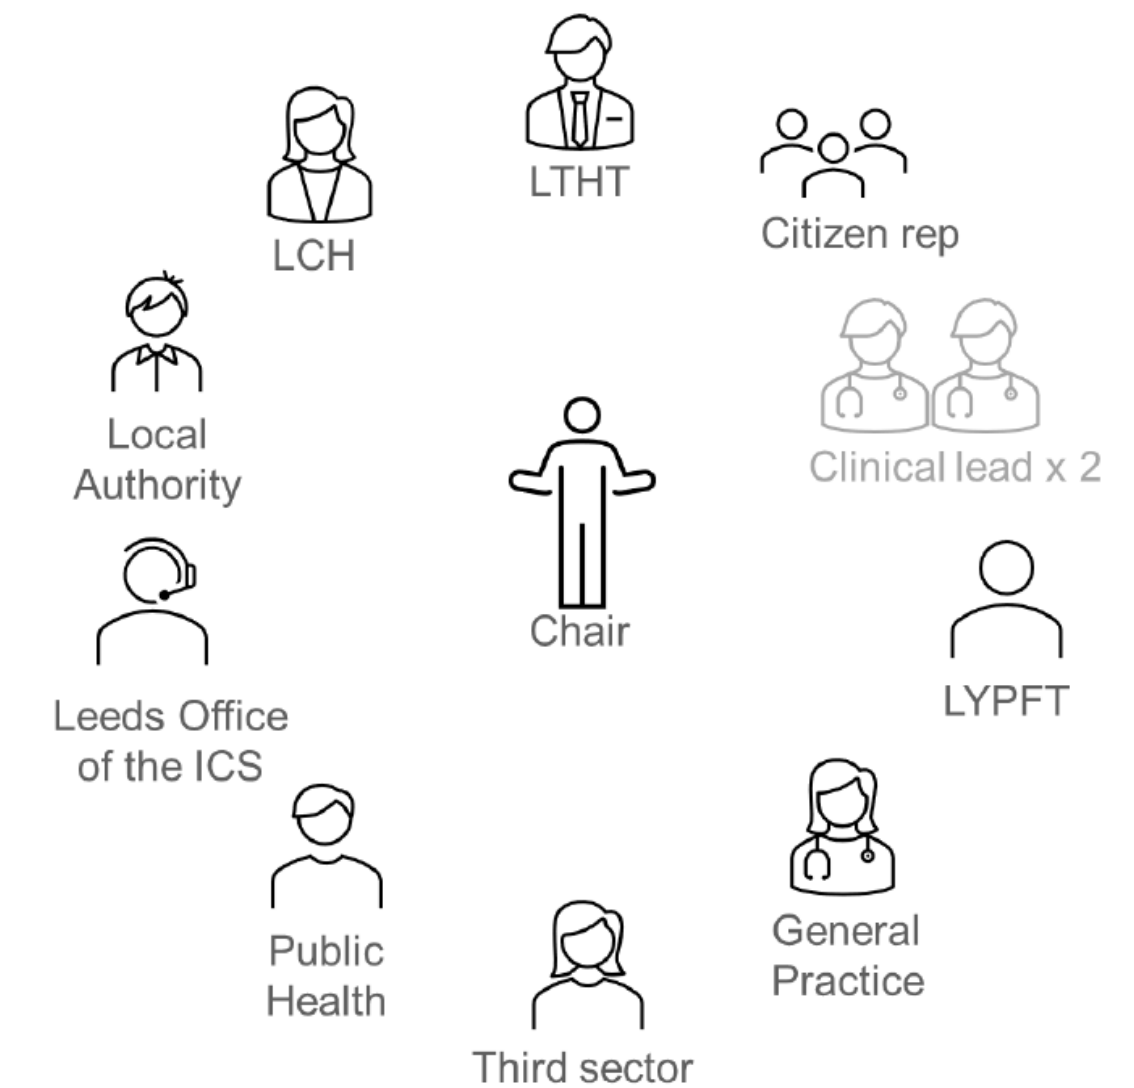 LTHT
LCH
Citizen rep
Local
Authority
Clinical lead x 2
Chair
Leeds Office
of the ICS
LYPFT
Public
Health
General
Practice
Third sector